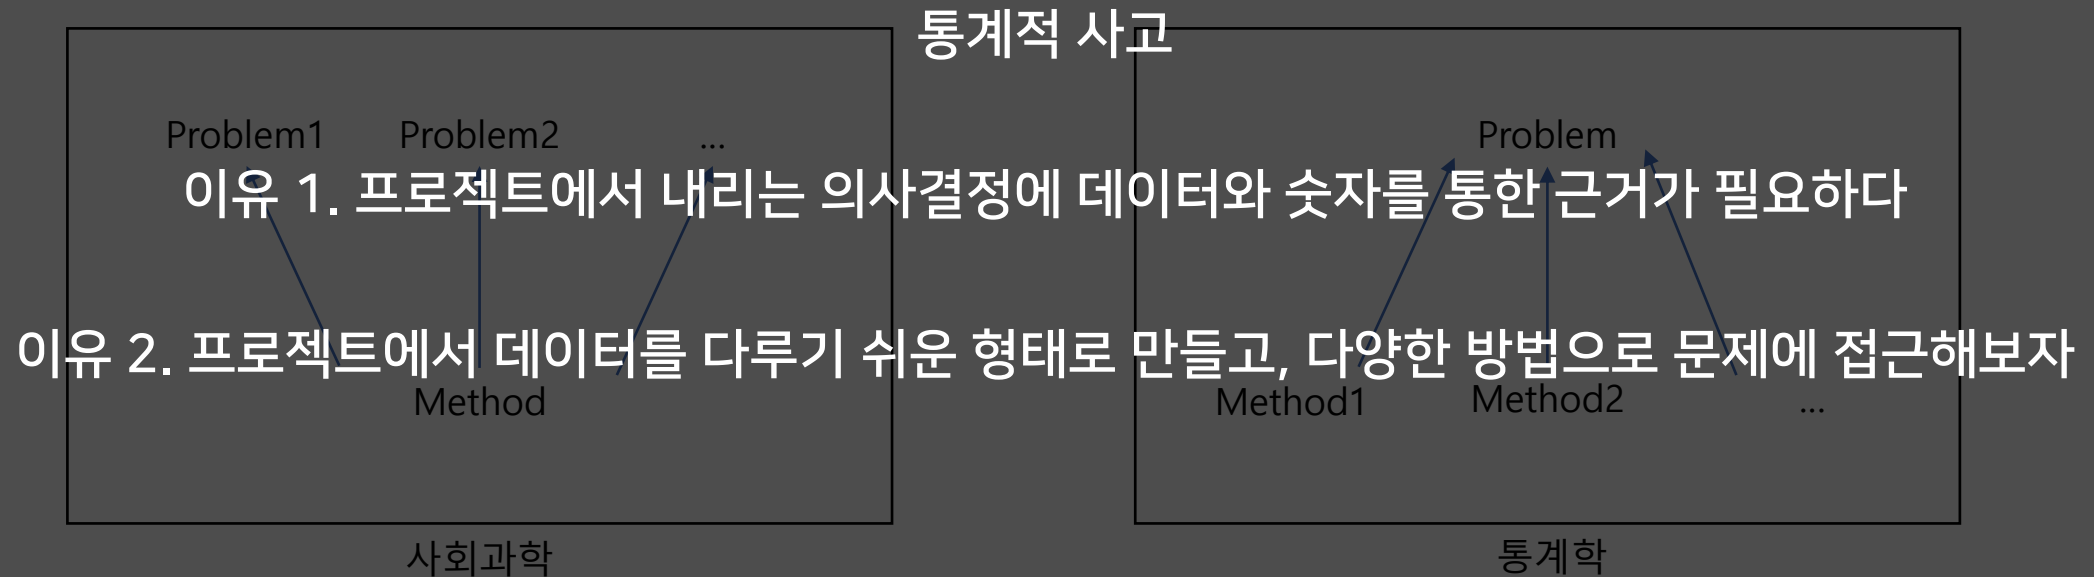 통계적 사고
Problem1 Problem2 ...
Problem
이유 1. 프로젝트에서 내리는 의사결정에 데이터와 숫자를 통한 근거가 필요하다
이유 2. 프로젝트에서 데이터를 다루기 쉬운 형태로 만들고, 다양한 방법으로 문제에 접근해보자
Method
Method1 Method2 ...
사회과학
통계학